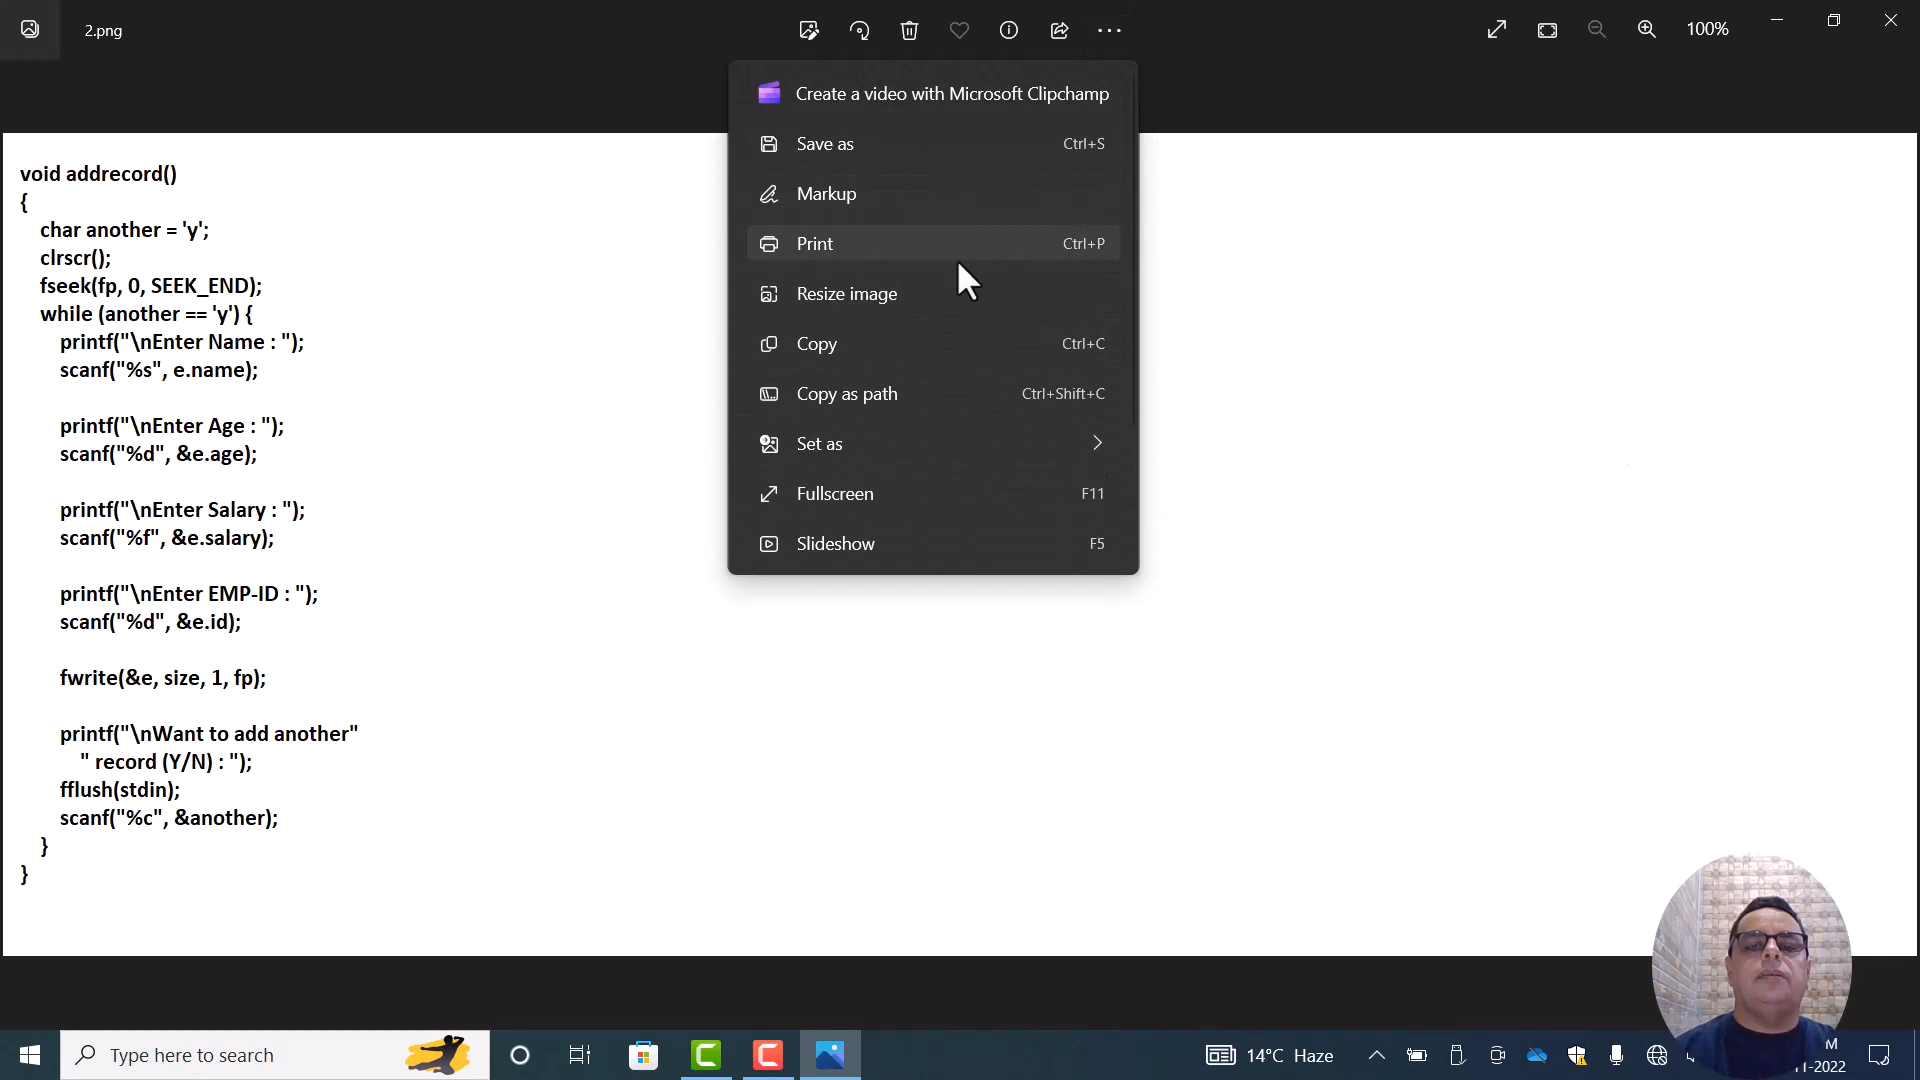 2.png
100%
Create a video with Microsoft Clipchamp
Save as Ctrl+S
Markup
Print Ctrl+P
Resize image
Copy Ctrl+C
Copy as path Ctrl+Shift+C
Set as
Fullscreen F11
Slideshow F5
void addrecord()
{
char another = 'y';
clrscr();
fseek(fp, 0, SEEK_END);
while (another == 'y') {
printf("\nEnter Name : ");
scanf("%s", e.name);
printf("\nEnter Age : ");
scanf("%d", &e.age);
printf("\nEnter Salary : ");
scanf("%f", &e.salary);
printf("\nEnter EMP-ID : ");
scanf("%d", &e.id);
fwrite(&e, size, 1, fp);
printf("\nWant to add another"
" record (Y/N) : ");
fflush(stdin);
scanf("%c", &another);
}
}
Type here to search
14°C Haze
M
11-2022